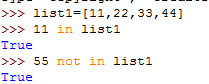 >>> list1=[11,22,33,44]
>>> 11 in list1
True
>>> 55 not in list1
True